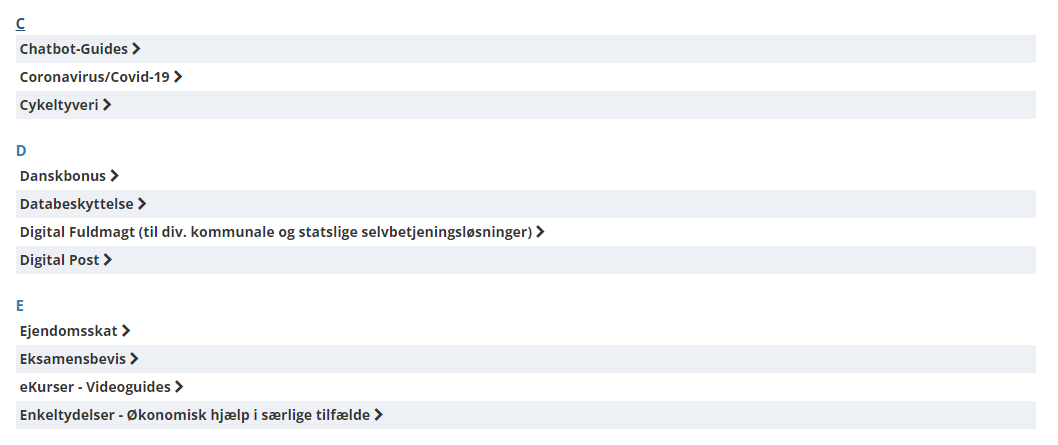 C
Chatbot-Guides
Coronavirus/Covid-19
Cykeltyveri
D
Danskbonus
Databeskyttelse
Digital Fuldmagt (til div. kommunale og statslige selvbetjeningsløsninger)
Digital Post
E
Ejendomsskat
Eksamensbevis
eKurser - Videoguides
Enkeltydelser - Økonomisk hjælp i særlige tilfælde